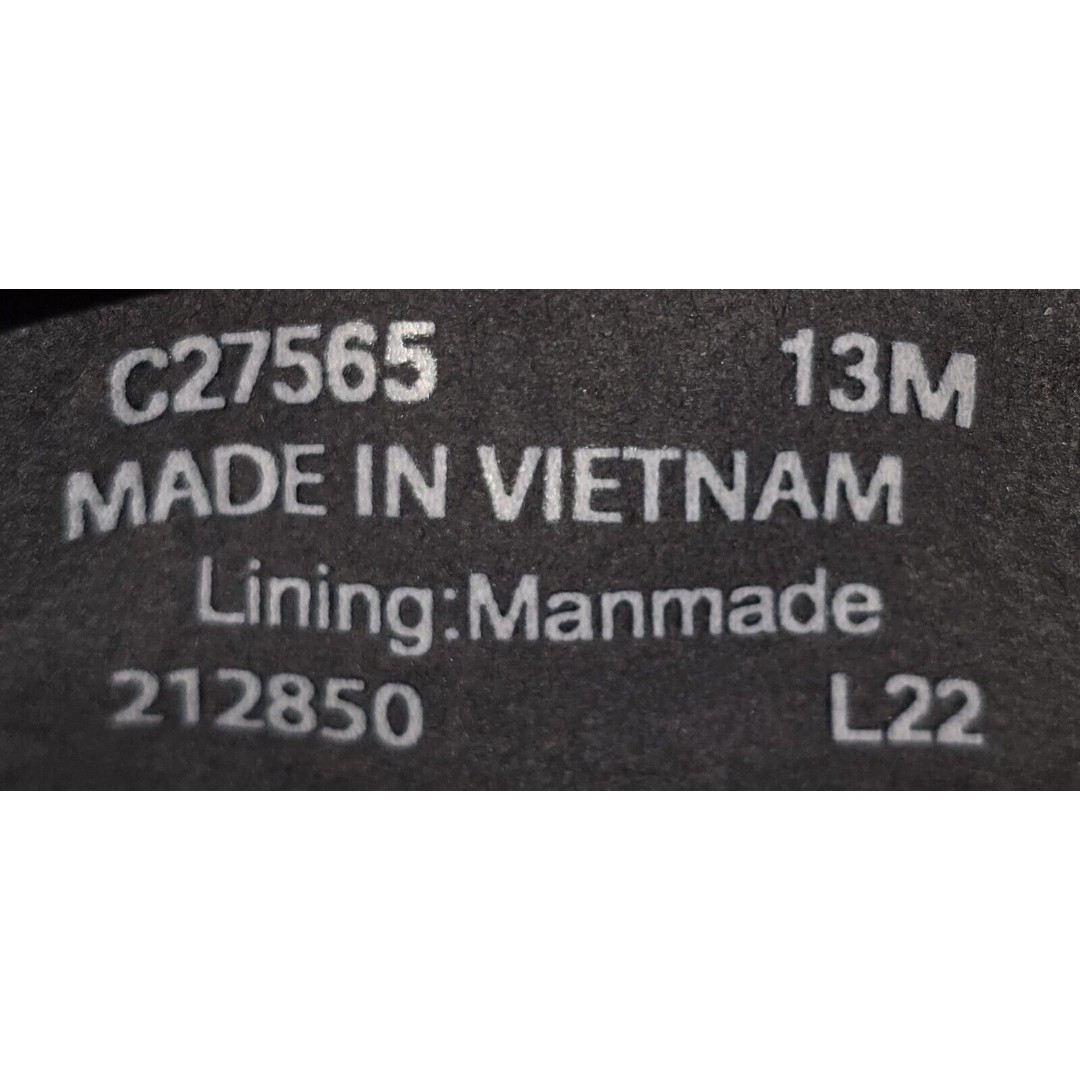 C27565 13M
MADE IN VIETNAM
Lining:Manmade
212850 L22